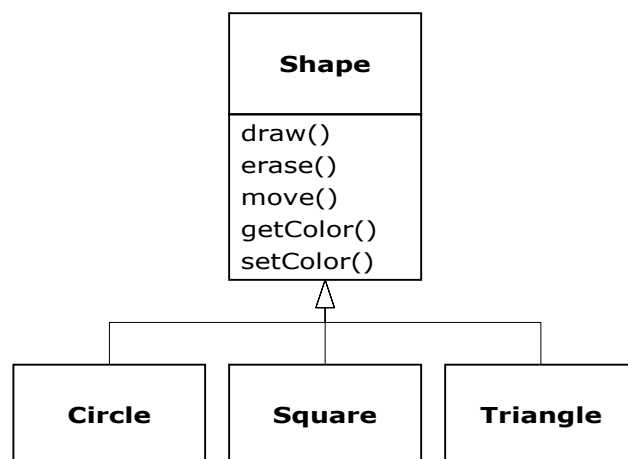 Shape
draw()
erase()
move()
getColor()
setColor()
Circle
Square
Triangle